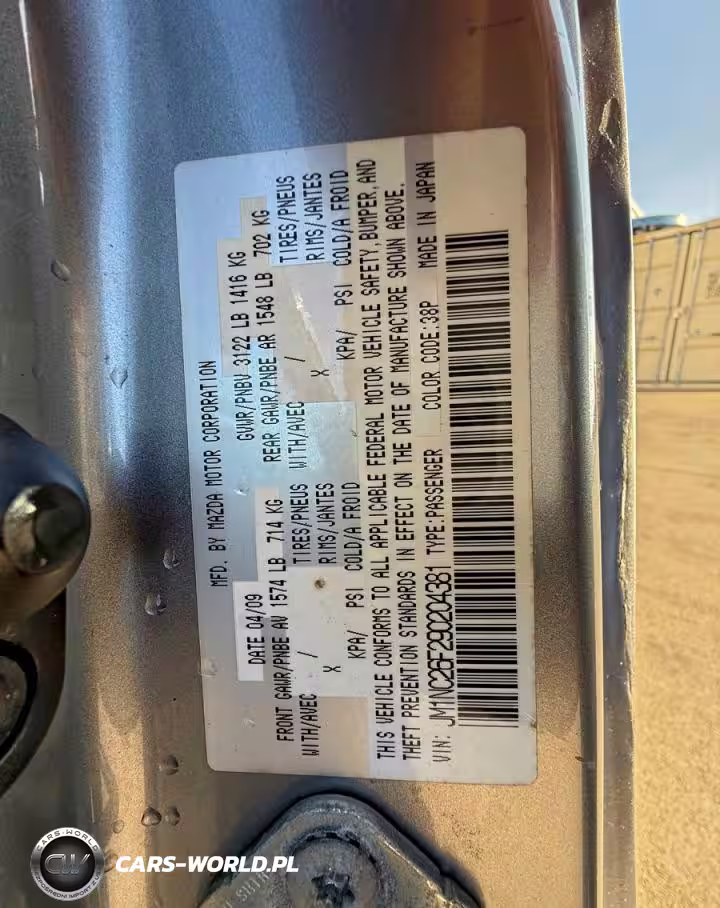 MFD. BY MAZDA MOTOR CORPORATION
DATE 04/09
GVWR/PNBV 3122 LB 1416 KG
FRONT GAWR/PNBE AV 1574 LB 714 KG
REAR GAWR/PNBE AR 1548 LB 702 KG
WITH/AVEC / TIRES/PNEUS
WITH/AVEC / TIRES/PNEUS
X RIMS/JANTES
X RIMS/JANTES
KPA/ PSI COLD/A FROID
KPA/ PSI COLD/A FROID
THIS VEHICLE CONFORMS TO ALL APPLICABLE FEDERAL MOTOR VEHICLE SAFETY, BUMPER, AND
THEFT PREVENTION STANDARDS IN EFFECT ON THE DATE OF MANUFACTURE SHOWN ABOVE.
VIN: JM1NC26F290204381 TYPE:PASSENGER COLOR CODE:38P MADE IN JAPAN
CARS-WORLD
CW
CARS-WORLD.PL